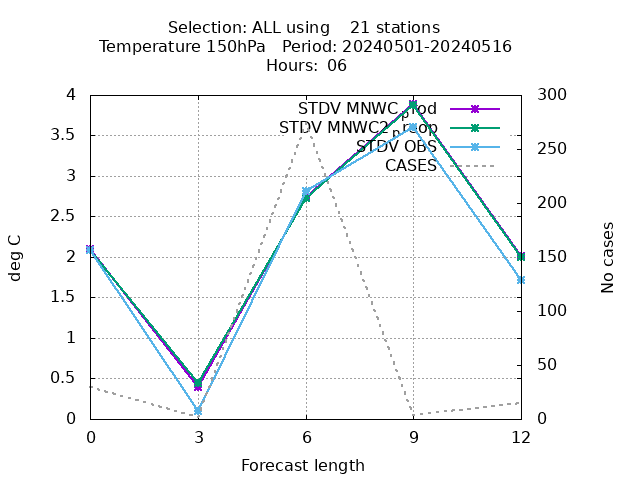 Selection: ALL using    21 stations
Temperature 150hPa   Period: 20240501-20240516
Hours: 06
4
3.5
3
2.5
2
1.5
1
0.5
0
300
250
200
150
100
50
0
deg C
No cases
STDV MNWC_prod
STDV MNWC2_preop
STDV OBS
CASES
0 3 6 9 12
Forecast length